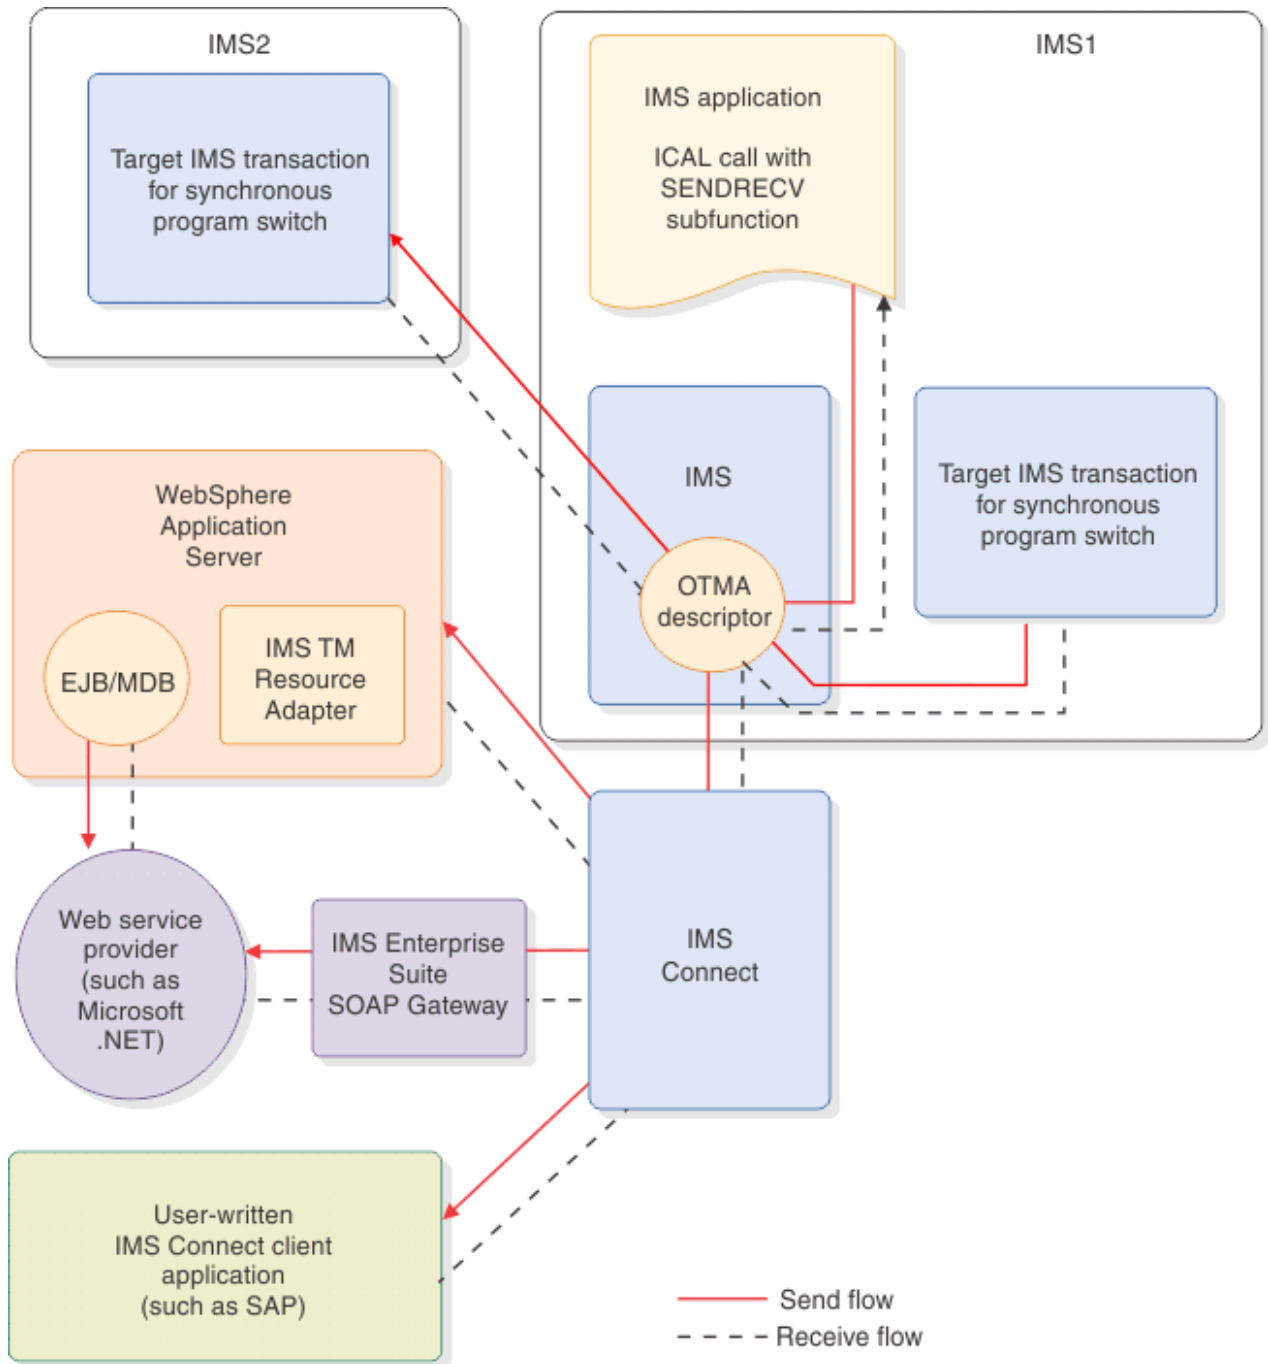 IMS2
Target IMS transaction
for synchronous
program switch
IMS1
IMS application
ICAL call with
SENDRECV
subfunction
IMS
OTMA
descriptor
Target IMS transaction
for synchronous
program switch
WebSphere
Application
Server
EJB/MDB
IMS TM
Resource
Adapter
Web service
provider
(such as
Microsoft
.NET)
IMS Enterprise
Suite
SOAP Gateway
IMS
Connect
User-written
IMS Connect client
application
(such as SAP)
Send flow
Receive flow